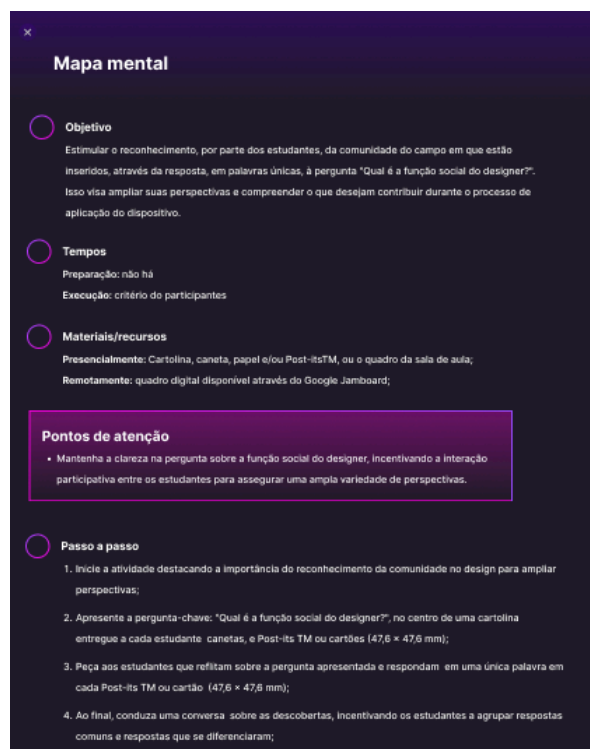 ×
Mapa mental
Objetivo
Estimular o reconhecimento, por parte dos estudantes, da comunidade do campo em que estão
inseridos, através da resposta, em palavras únicas, à pergunta "Qual é a função social do designer?".
Isso visa ampliar suas perspectivas e compreender o que desejam contribuir durante o processo de
aplicação do dispositivo.
Tempos
Preparação: não há
Execução: critério do participantes
Materiais/recursos
Presencialmente: Cartolina, caneta, papel e/ou Post-itsTM, ou o quadro da sala de aula;
Remotamente: quadro digital disponível através do Google Jamboard;
Pontos de atenção
• Mantenha a clareza na pergunta sobre a função social do designer, incentivando a interação
participativa entre os estudantes para assegurar uma ampla variedade de perspectivas.
Passo a passo
1. Inicie a atividade destacando a importância do reconhecimento da comunidade no design para ampliar
perspectivas;
2. Apresente a pergunta-chave: "Qual é a função social do designer?", no centro de uma cartolina
entregue a cada estudante canetas, e Post-its TM ou cartões (47,6 × 47,6 mm);
3. Peça aos estudantes que reflitam sobre a pergunta apresentada e respondam em uma única palavra em
cada Post-its TM ou cartão (47,6 × 47,6 mm);
4. Ao final, conduza uma conversa sobre as descobertas, incentivando os estudantes a agrupar respostas
comuns e respostas que se diferenciaram;